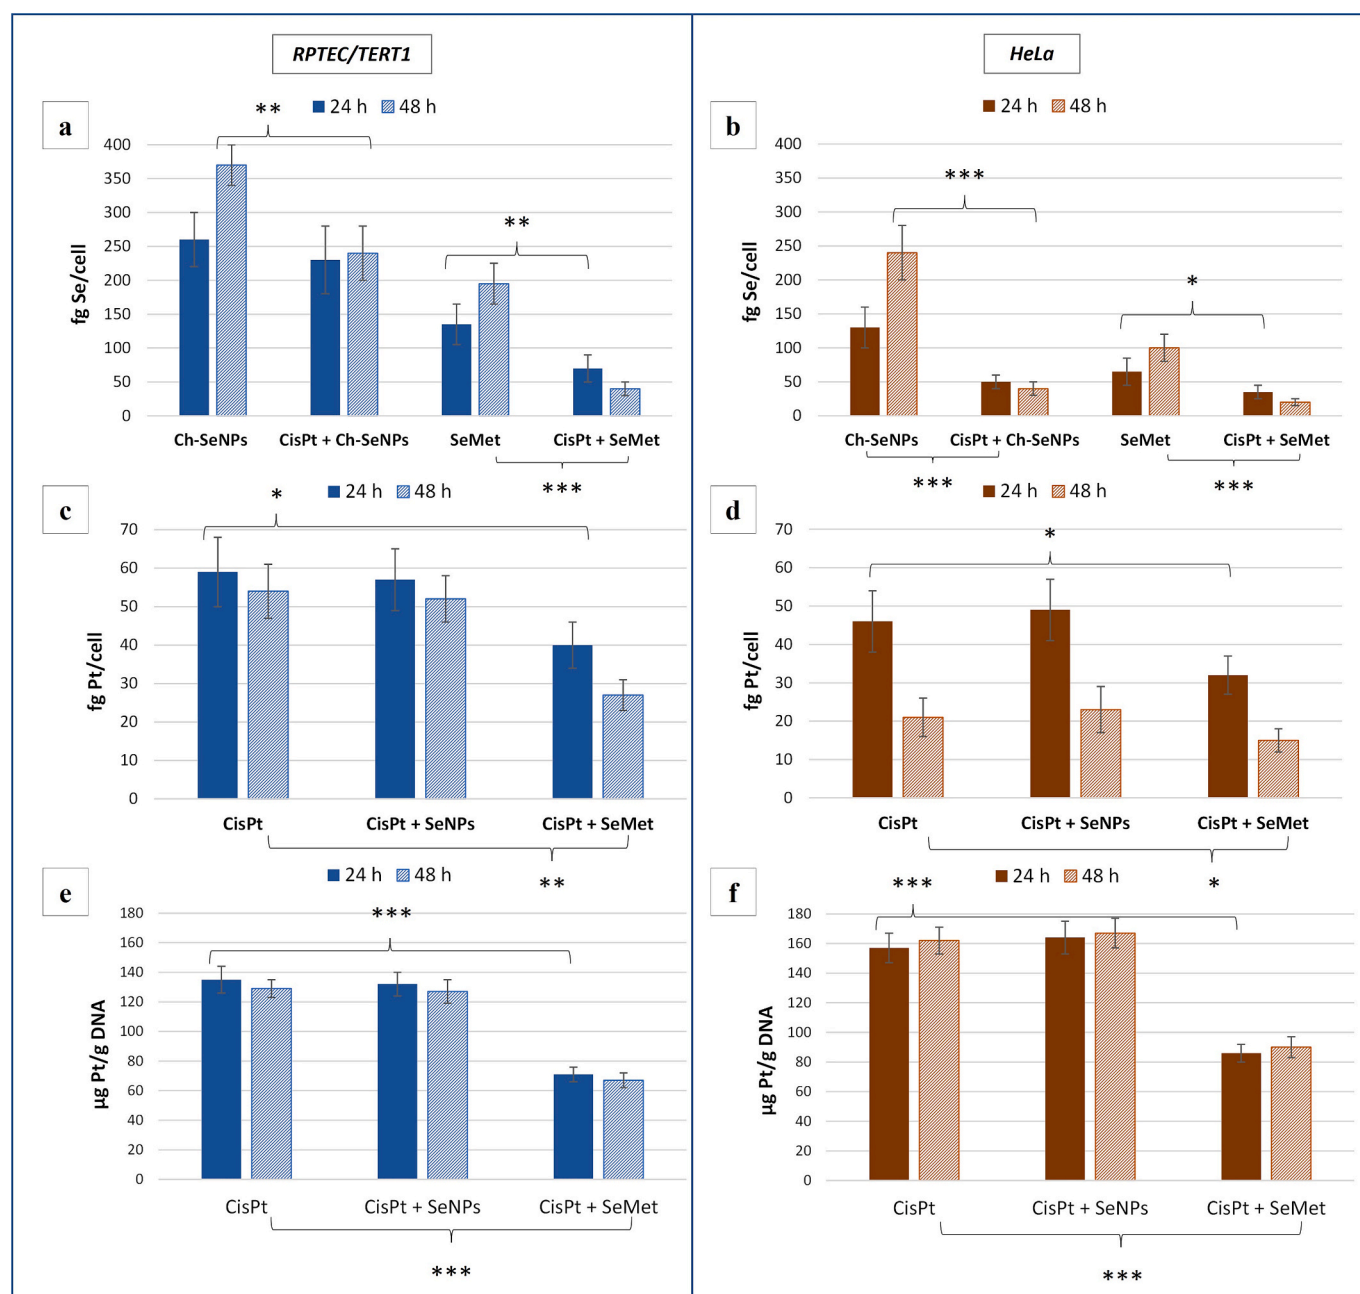 RPTEC/TERT1
HeLa
a
** 24 h 48 h
400
350
300
250
200
150
100
50
0
fg Se/cell
**
Ch-SeNPs CisPt + Ch-SeNPs SeMet CisPt + SeMet
***
b
24 h 48 h
400
350
300
250
200
150
100
50
0
fg Se/cell
***
*
Ch-SeNPs CisPt + Ch-SeNPs SeMet CisPt + SeMet
*** ***
c
* 24 h 48 h
70
60
50
40
30
20
10
0
fg Pt/cell
CisPt CisPt + SeNPs CisPt + SeMet
**
d
24 h 48 h
70
60
50
40
30
20
10
0
fg Pt/cell
*
CisPt CisPt + SeNPs CisPt + SeMet
*
e
24 h 48 h
***
180
160
140
120
100
80
60
40
20
0
µg Pt/g DNA
CisPt CisPt + SeNPs CisPt + SeMet
***
f
*** 24 h 48 h
180
160
140
120
100
80
60
40
20
0
µg Pt/g DNA
CisPt CisPt + SeNPs CisPt + SeMet
***